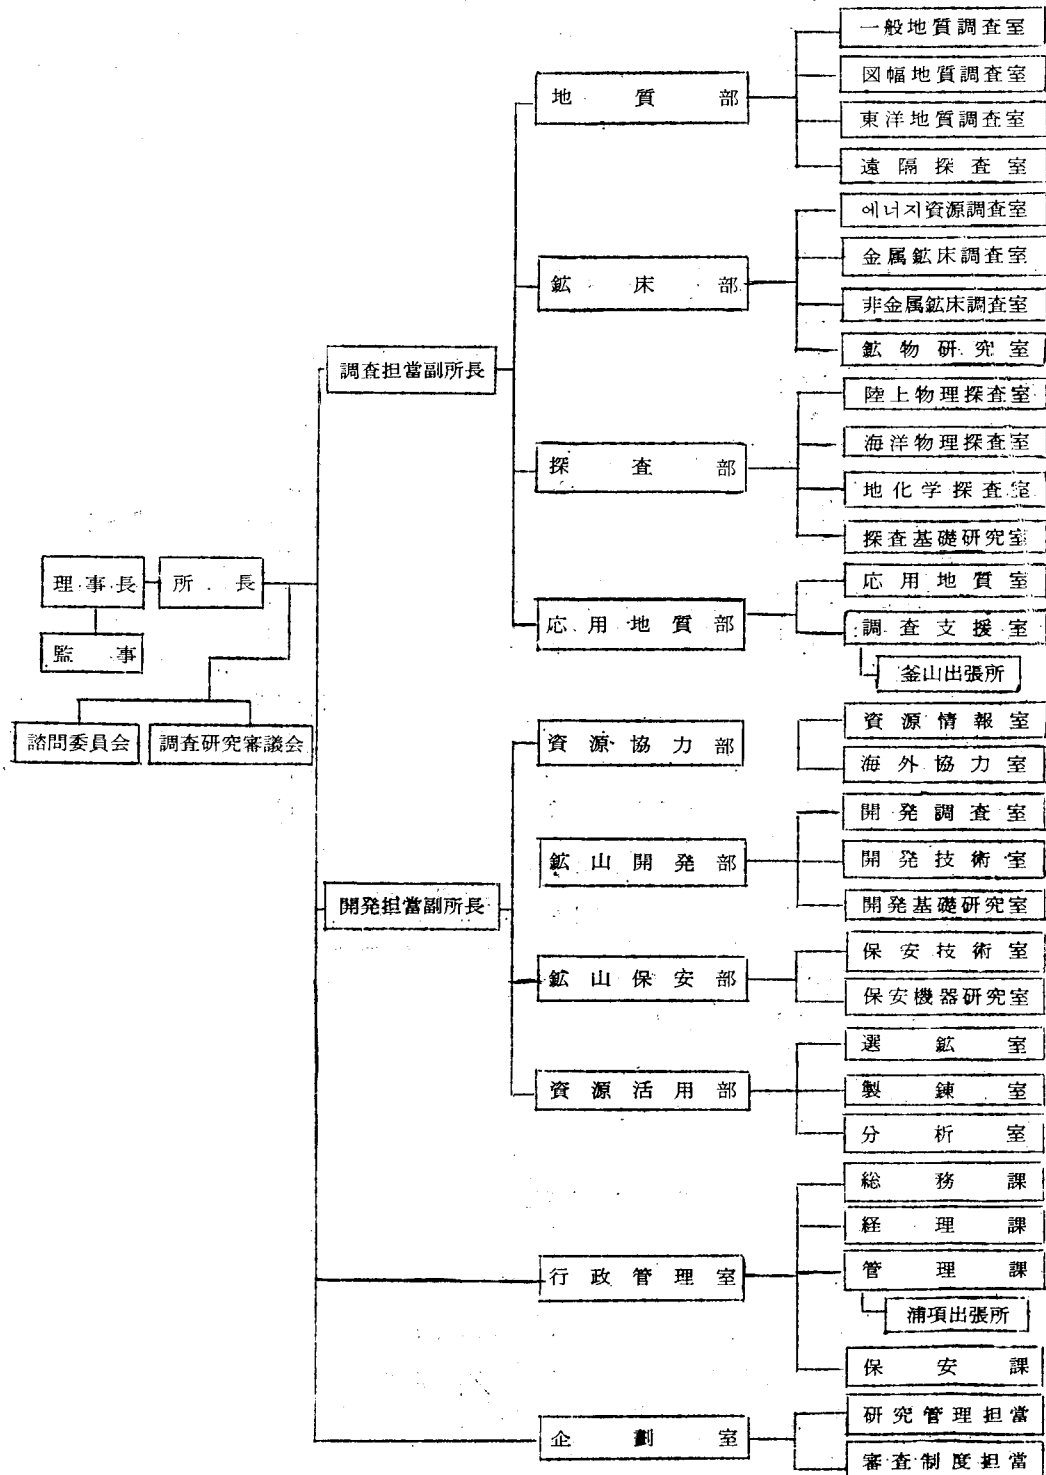 理事長
所長
監事
諮問委員会
調査研究審議会
調査担當副所長
地質部
一般地質調査室
図幅地質調査室
東洋地質調査室
遠隔探査室
鉱床部
에너지資源調査室
金属鉱床調査室
非金属鉱床調査室
鉱物研究室
探査部
陸上物理探査室
海洋物理探査室
地化学探査室
探査基礎研究室
応用地質部
応用地質室
調査支援室
釜山出張所
開発担當副所長
資源協力部
資源情報室
海外協力室
鉱山開発部
開発調査室
開発技術室
開発基礎研究室
鉱山保安部
保安技術室
保安機器研究室
資源活用部
選鉱室
製錬室
分析室
行政管理室
総務課
経理課
管理課
浦項出張所
保安課
企劃室
研究管理担當
審査制度担當